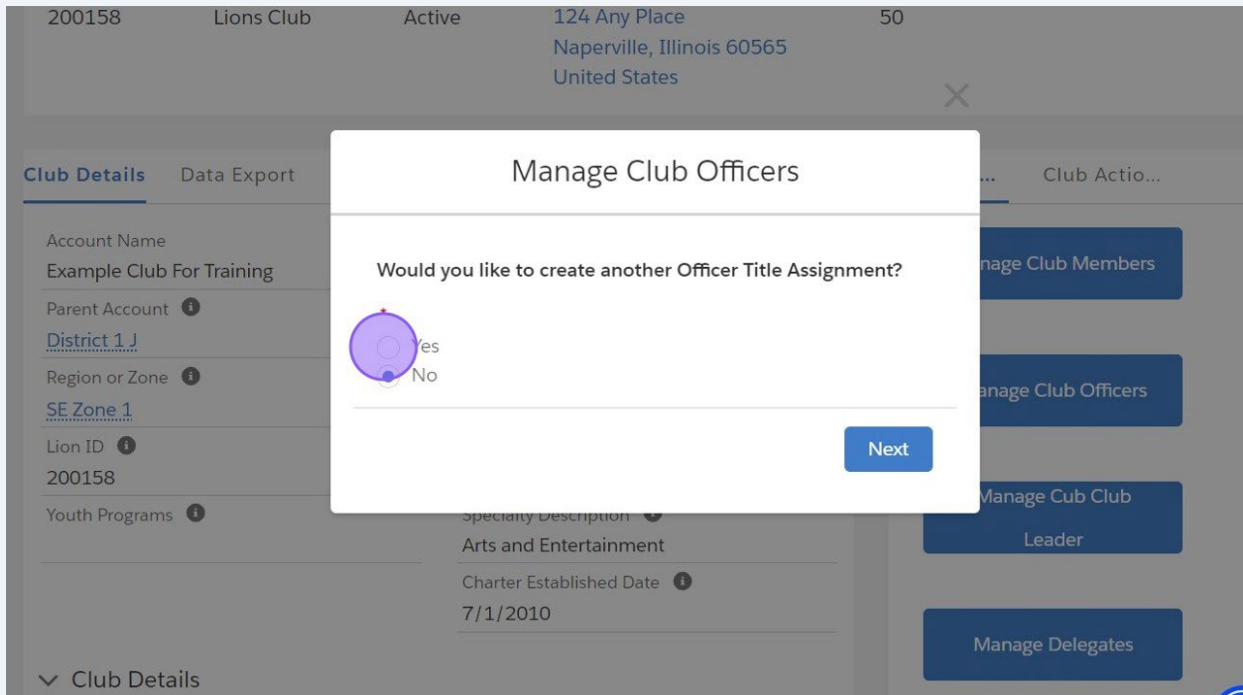 200158 Lions Club Active 124 Any Place 50
Naperville, Illinois 60565
United States
Manage Club Officers
Would you like to create another Officer Title Assignment?
*
Yes
No
Next
Club Details Data Export
... Club Actio...
Account Name
Example Club For Training
Parent Account
District 1 J
Region or Zone
SE Zone 1
Lion ID
200158
Youth Programs
Specialty Description
Arts and Entertainment
Charter Established Date
7/1/2010
Club Details
nage Club Members
anage Club Officers
Manage Cub Club
Leader
Manage Delegates